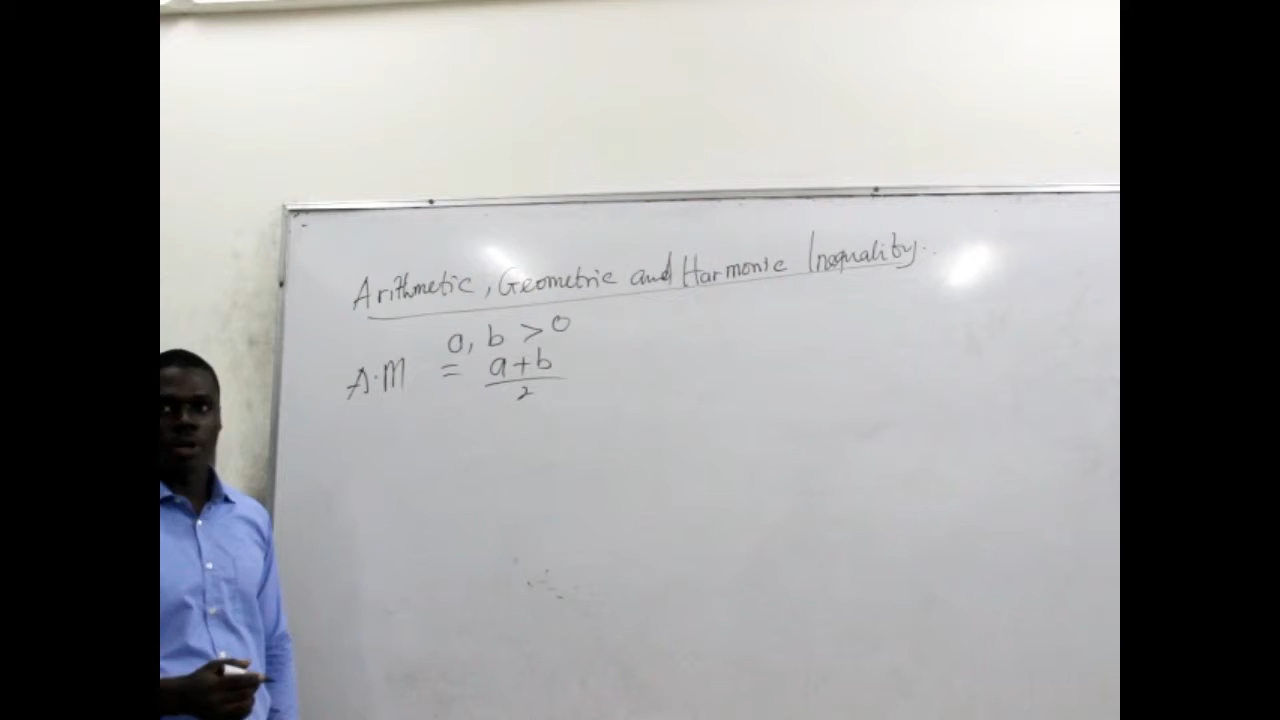 Arithmetic, Geometric and Harmonic Inequality.
a, b > 0
A.M = a+b
2